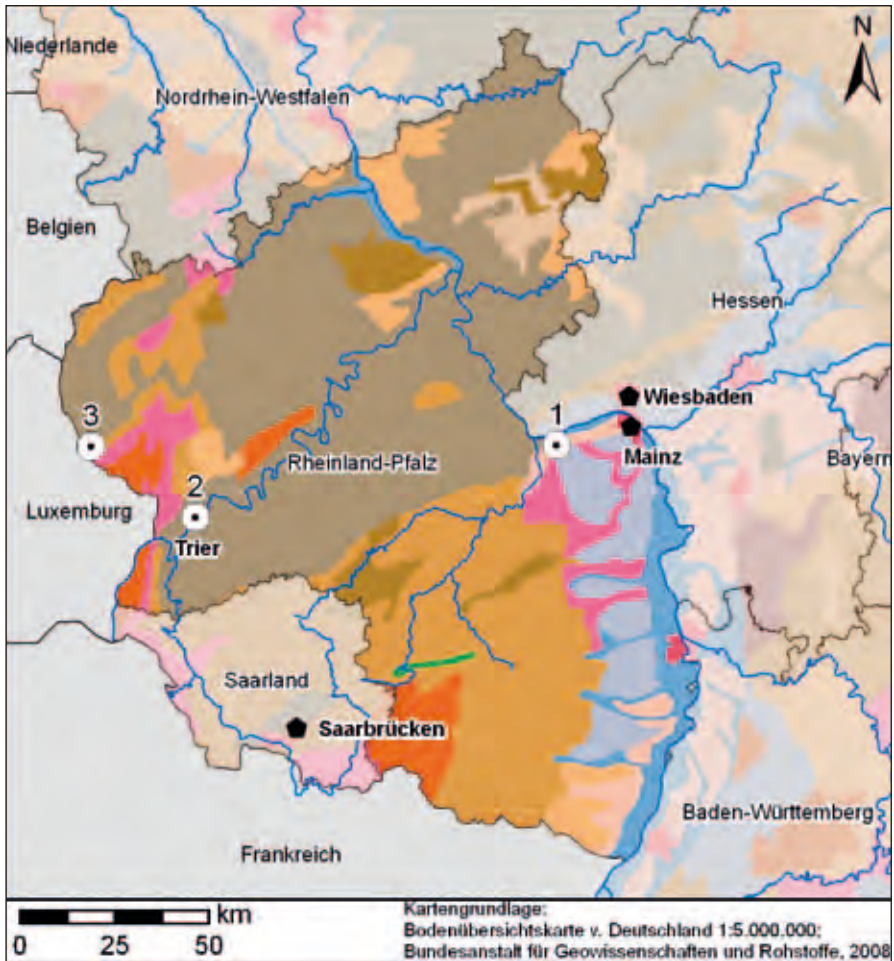 N
Niederlande
Nordrhein-Westfalen
Belgien
Hessen
Wiesbaden
3
1
Mainz
Rheinland-Pfalz
Bayern
Luxemburg
2
Trier
Saarland
Saarbrücken
Baden-Württemberg
Frankreich
km
0 25 50
Kartengrundlage:
Bodenübersichtskarte v. Deutschland 1:5.000.000;
Bundesanstalt für Geowissenschaften und Rohstoffe, 2008